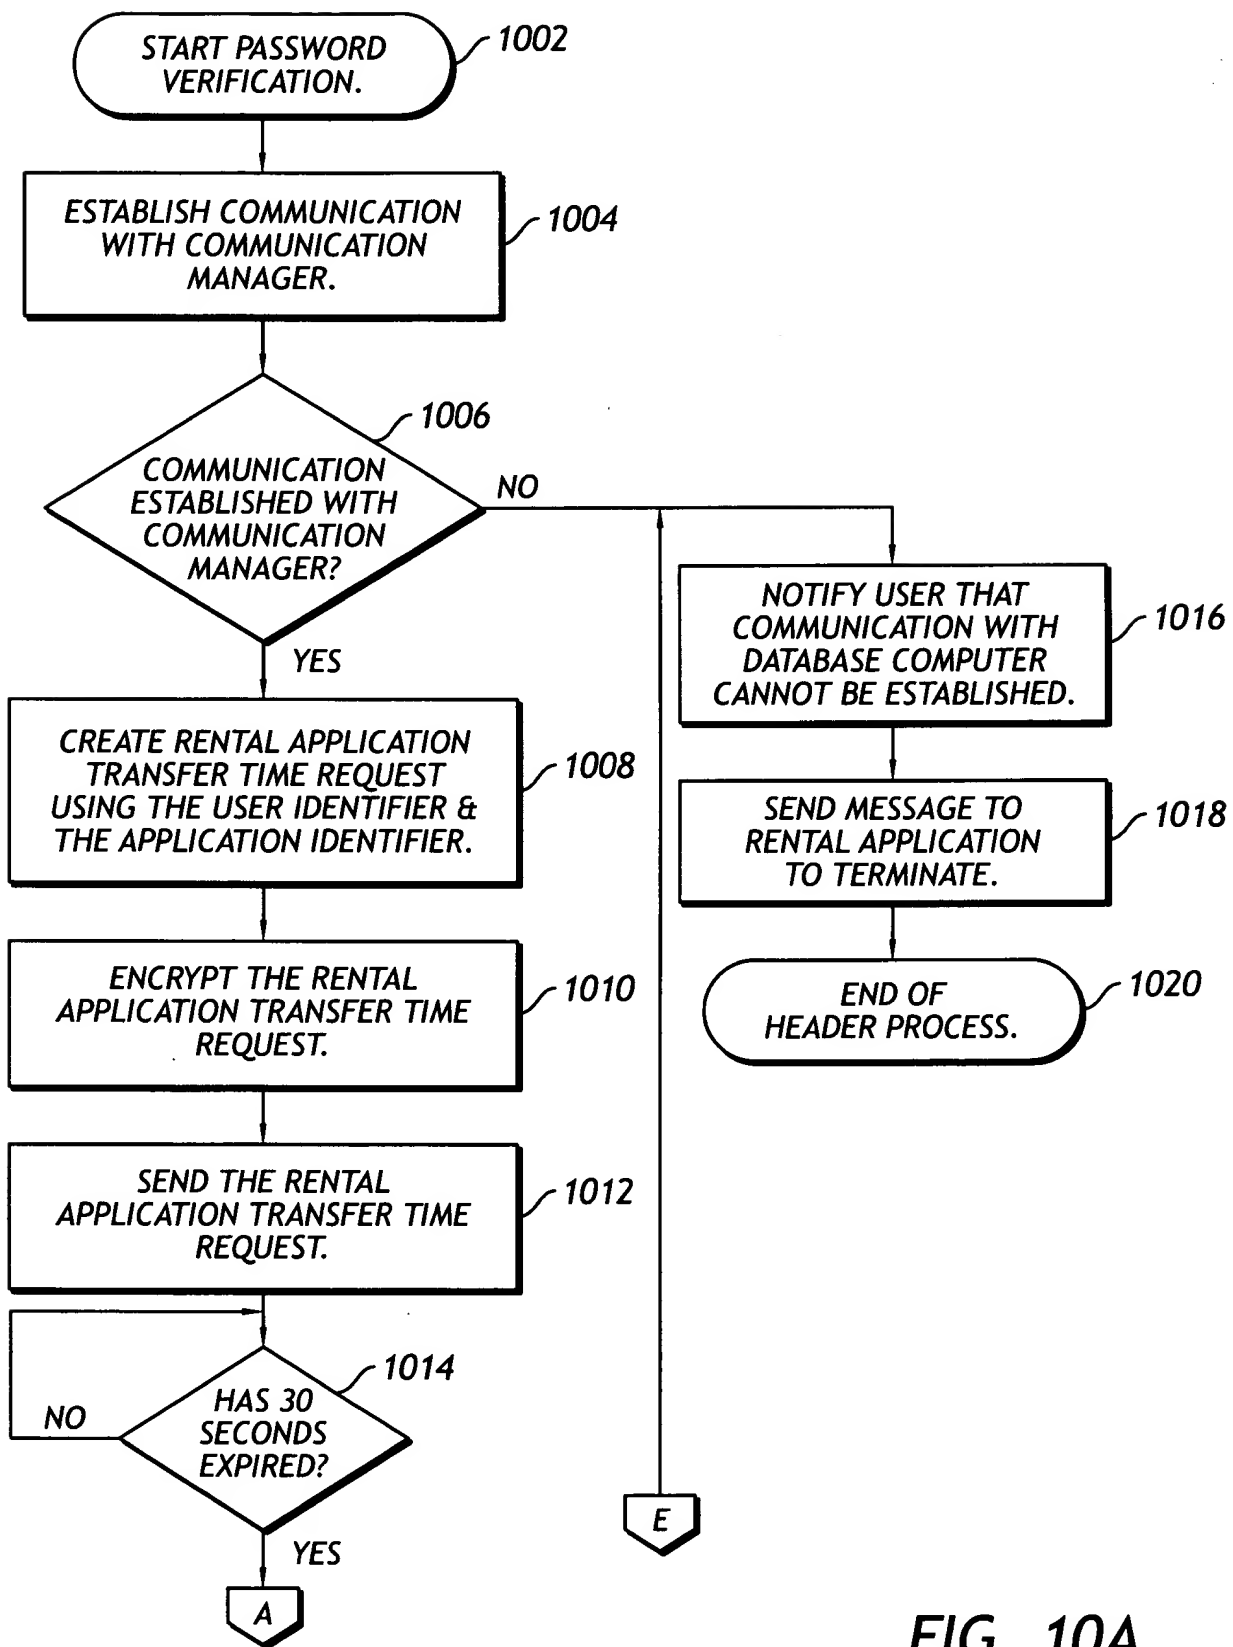 START PASSWORD
VERIFICATION.
1002
ESTABLISH COMMUNICATION
WITH COMMUNICATION
MANAGER.
1004
1006
COMMUNICATION
ESTABLISHED WITH
COMMUNICATION
MANAGER?
NO
YES
NOTIFY USER THAT
COMMUNICATION WITH
DATABASE COMPUTER
CANNOT BE ESTABLISHED.
1016
CREATE RENTAL APPLICATION
TRANSFER TIME REQUEST
USING THE USER IDENTIFIER &
THE APPLICATION IDENTIFIER.
1008
SEND MESSAGE TO
RENTAL APPLICATION
TO TERMINATE.
1018
ENCRYPT THE RENTAL
APPLICATION TRANSFER TIME
REQUEST.
1010
END OF
HEADER PROCESS.
1020
SEND THE RENTAL
APPLICATION TRANSFER TIME
REQUEST.
1012
1014
HAS 30
SECONDS
EXPIRED?
NO
YES
E
A
FIG. 10A